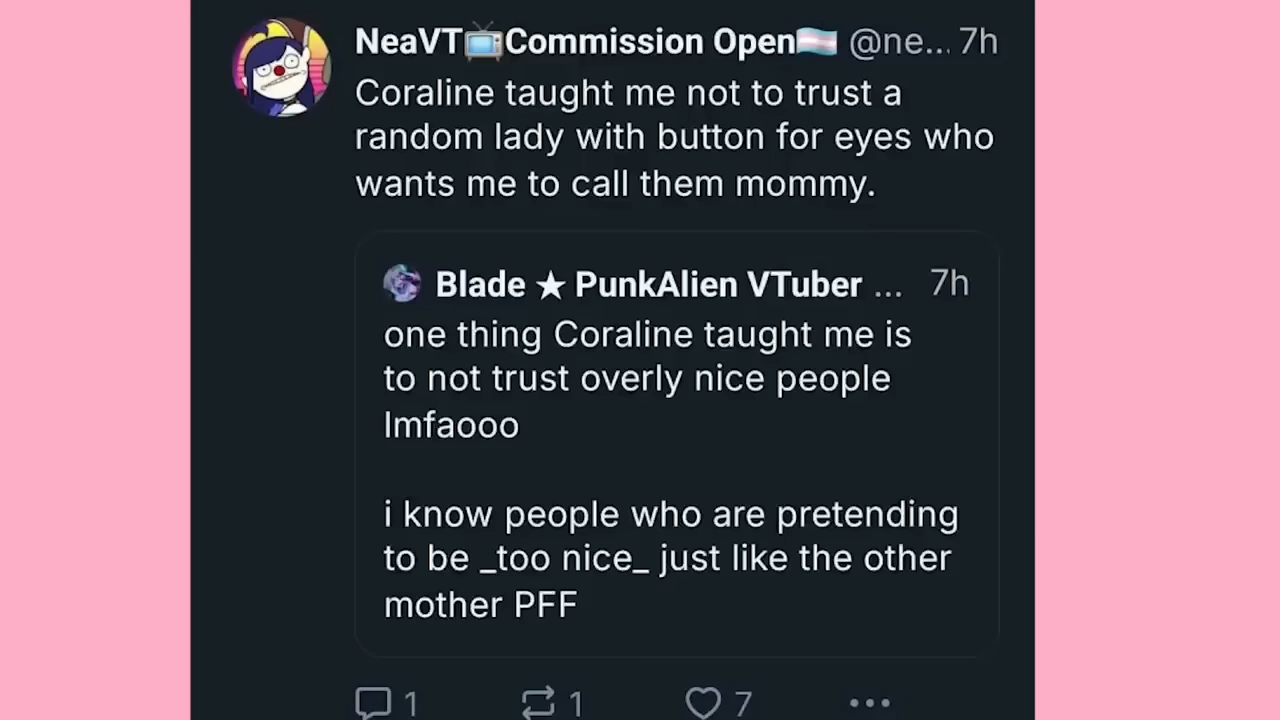 NeaVT📺Commission Open🏳️‍⚧️ @ne... 7h
Coraline taught me not to trust a
random lady with button for eyes who
wants me to call them mommy.
Blade ★ PunkAlien VTuber ... 7h
one thing Coraline taught me is
to not trust overly nice people
lmfaooo
i know people who are pretending
to be _too nice_ just like the other
mother PFF
1 1 7